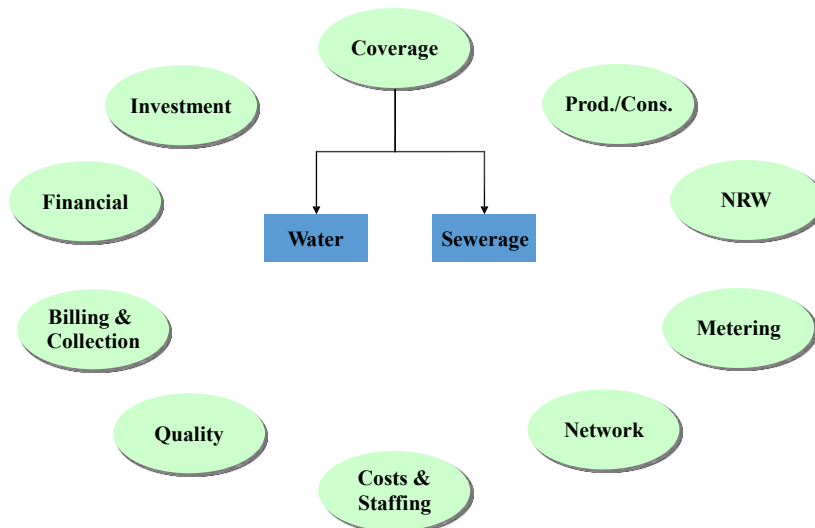 Coverage
Investment
Prod./Cons.
Financial
NRW
Water
Sewerage
Billing &
Collection
Metering
Quality
Network
Costs &
Staffing